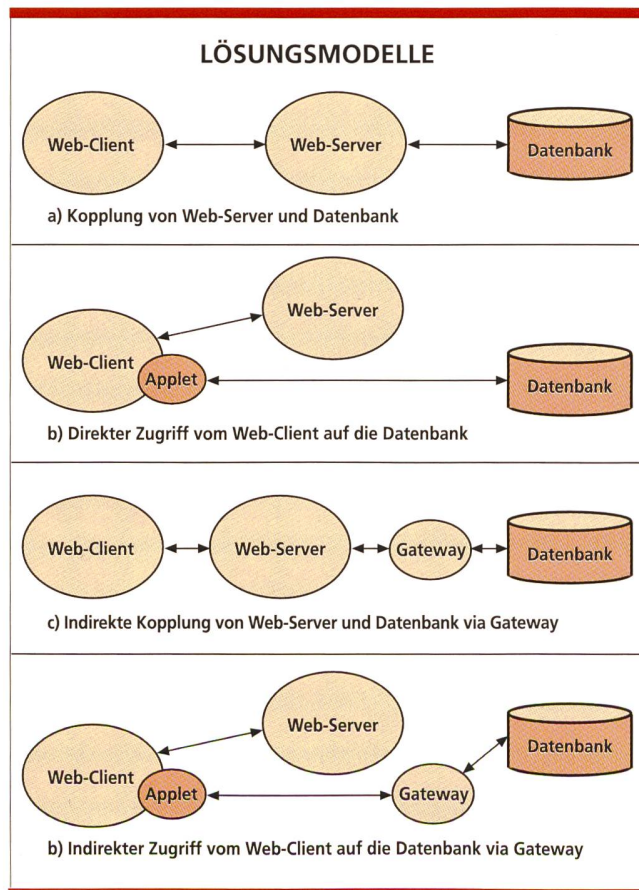 LÖSUNGSMODELLE
Web-Client
Web-Server
Datenbank
a) Kopplung von Web-Server und Datenbank
Web-Server
Web-Client
Applet
Datenbank
b) Direkter Zugriff vom Web-Client auf die Datenbank
Web-Client
Web-Server
Gateway
Datenbank
c) Indirekte Kopplung von Web-Server und Datenbank via Gateway
Web-Server
Datenbank
Web-Client
Applet
Gateway
b) Indirekter Zugriff vom Web-Client auf die Datenbank via Gateway